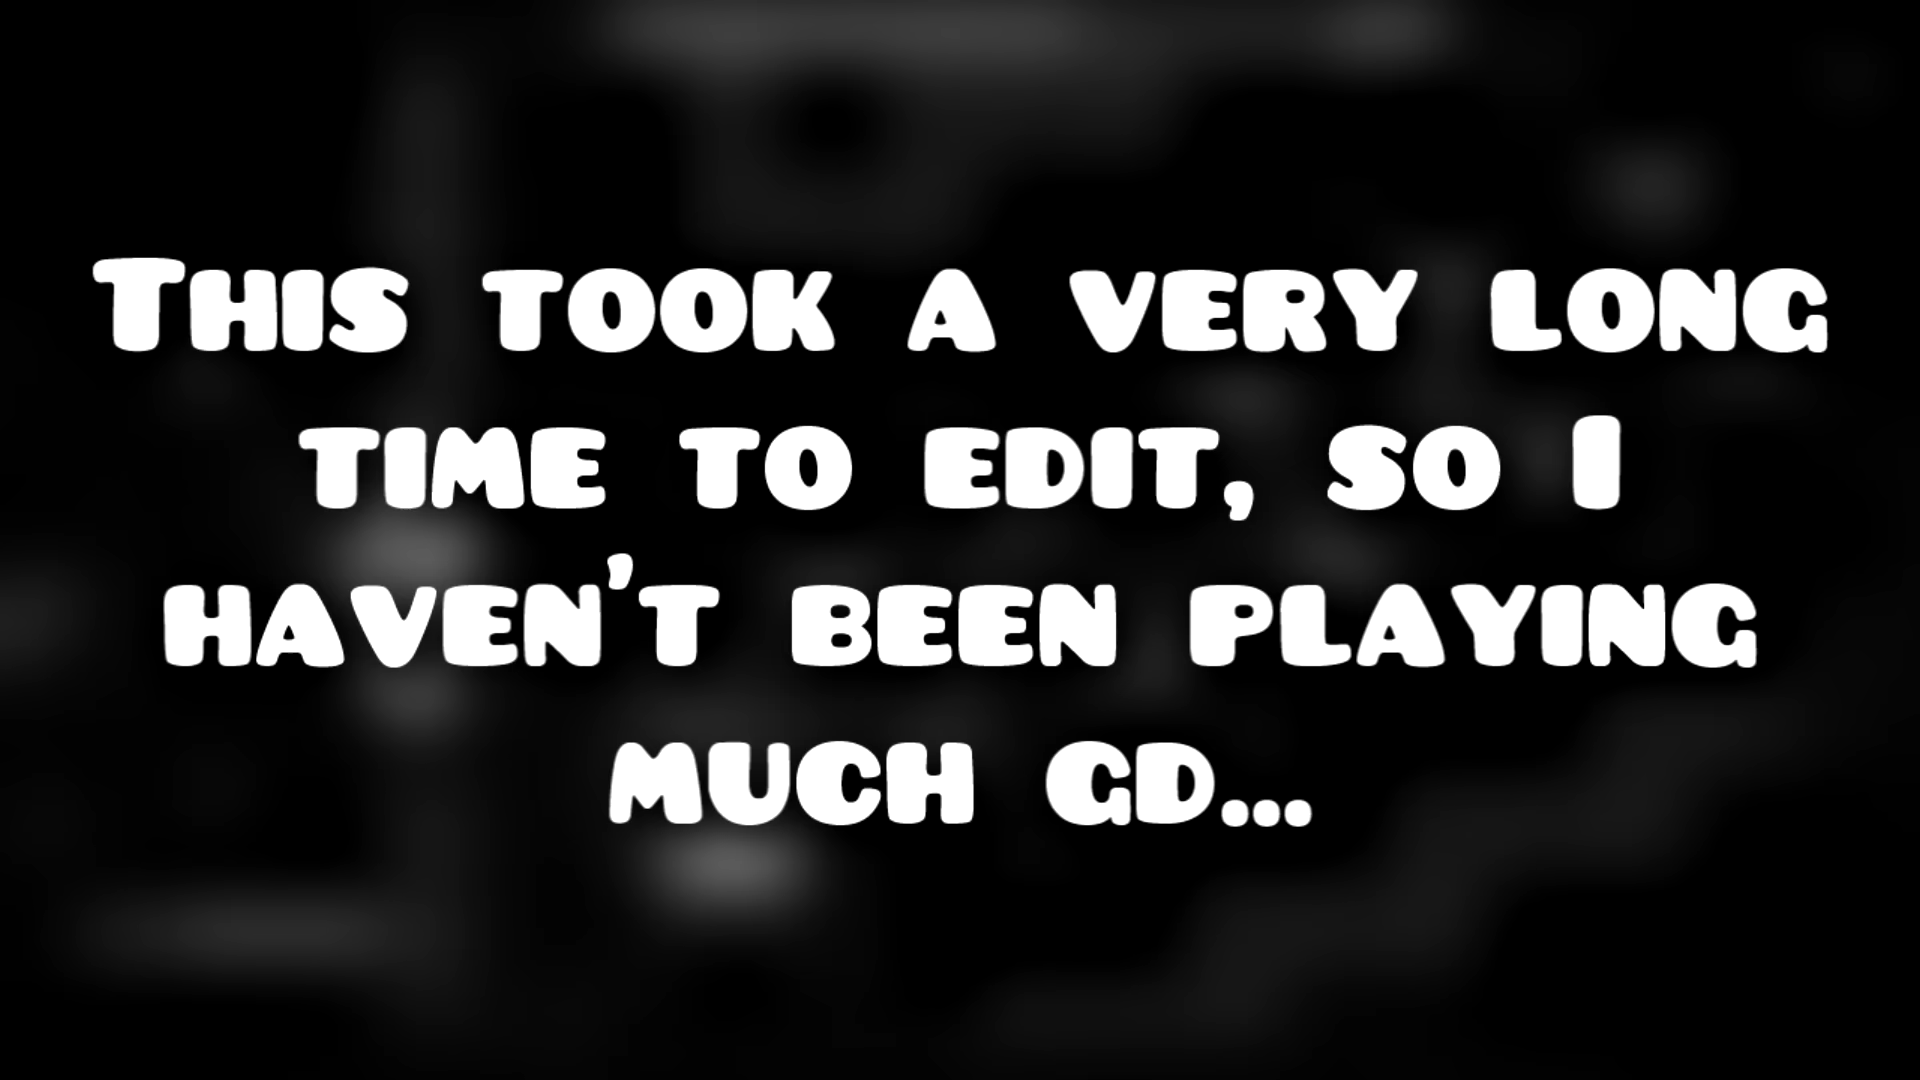 This took a very long
time to edit, so I
haven't been playing
much gd...